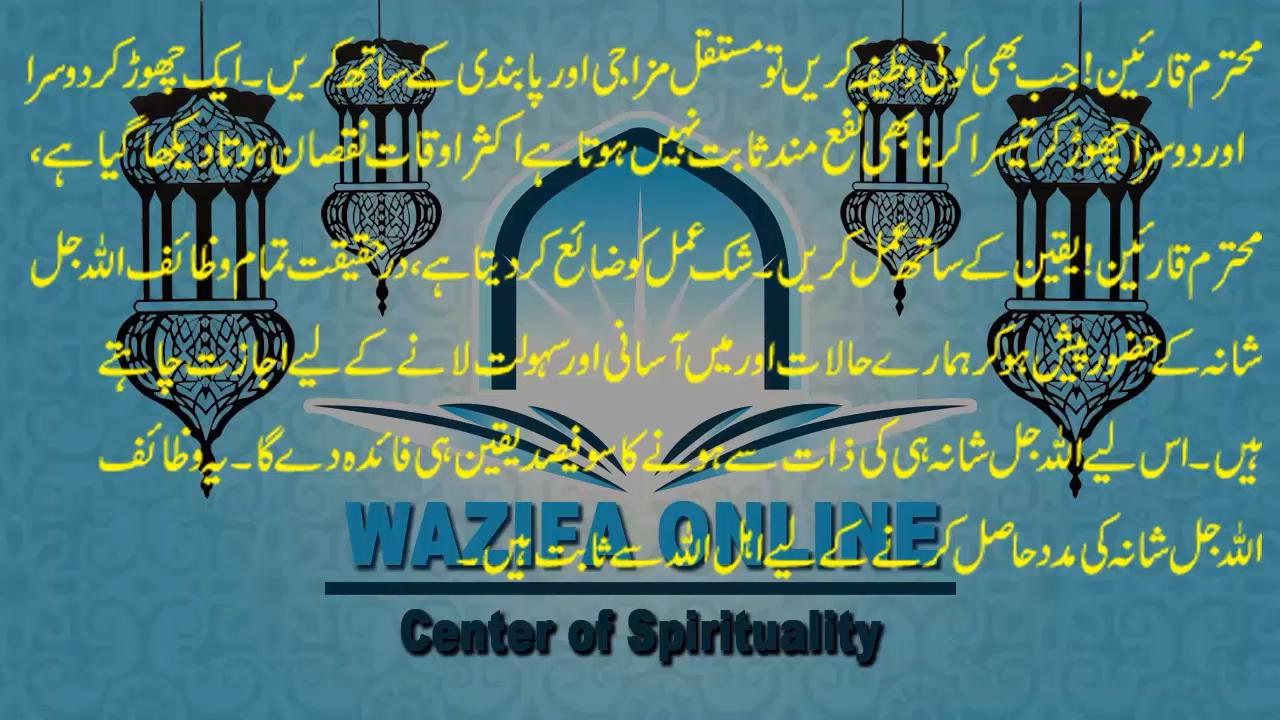 محترم قارئین! جب بھی کوئی وظیفہ کریں تو مستقل مزاجی اور پابندی کے ساتھ کریں۔ ایک چھوڑ کر دوسرا
اور دوسرا چھوڑ کر تیسرا کرنا بھی نفع مند ثابت نہیں ہوتا ہے اکثر اوقات نقصان ہوتا دیکھا گیا ہے،
محترم قارئین! یقین کے ساتھ عمل کریں۔ شک عمل کو ضائع کر دیتا ہے، در حقیقت تمام وظائف اللہ جل
شانہ کے حضور پیش ہو کر ہمارے حالات اور میں آسانی اور سہولت لانے کے لیے اجازت چاہتے
ہیں۔ اس لیے اللہ جل شانہ ہی کی ذات سے ہونے کا سو فیصد یقین ہی فائدہ دے گا۔ یہ وظائف
اللہ جل شانہ کی مدد حاصل کرنے کے لیے اہل اللہ سے ثابت ہیں۔
WAZIFA ONLINE
Center of Spirituality